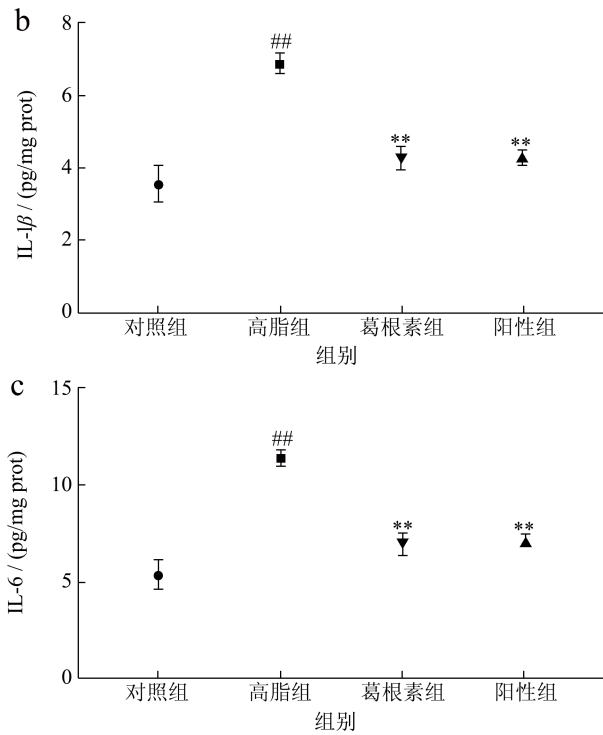 b
8
6
4
2
0
IL-1β / (pg/mg prot)
##
**
**
对照组 高脂组 葛根素组 阳性组
组别
c
15
10
5
0
IL-6 / (pg/mg prot)
##
**
**
对照组 高脂组 葛根素组 阳性组
组别